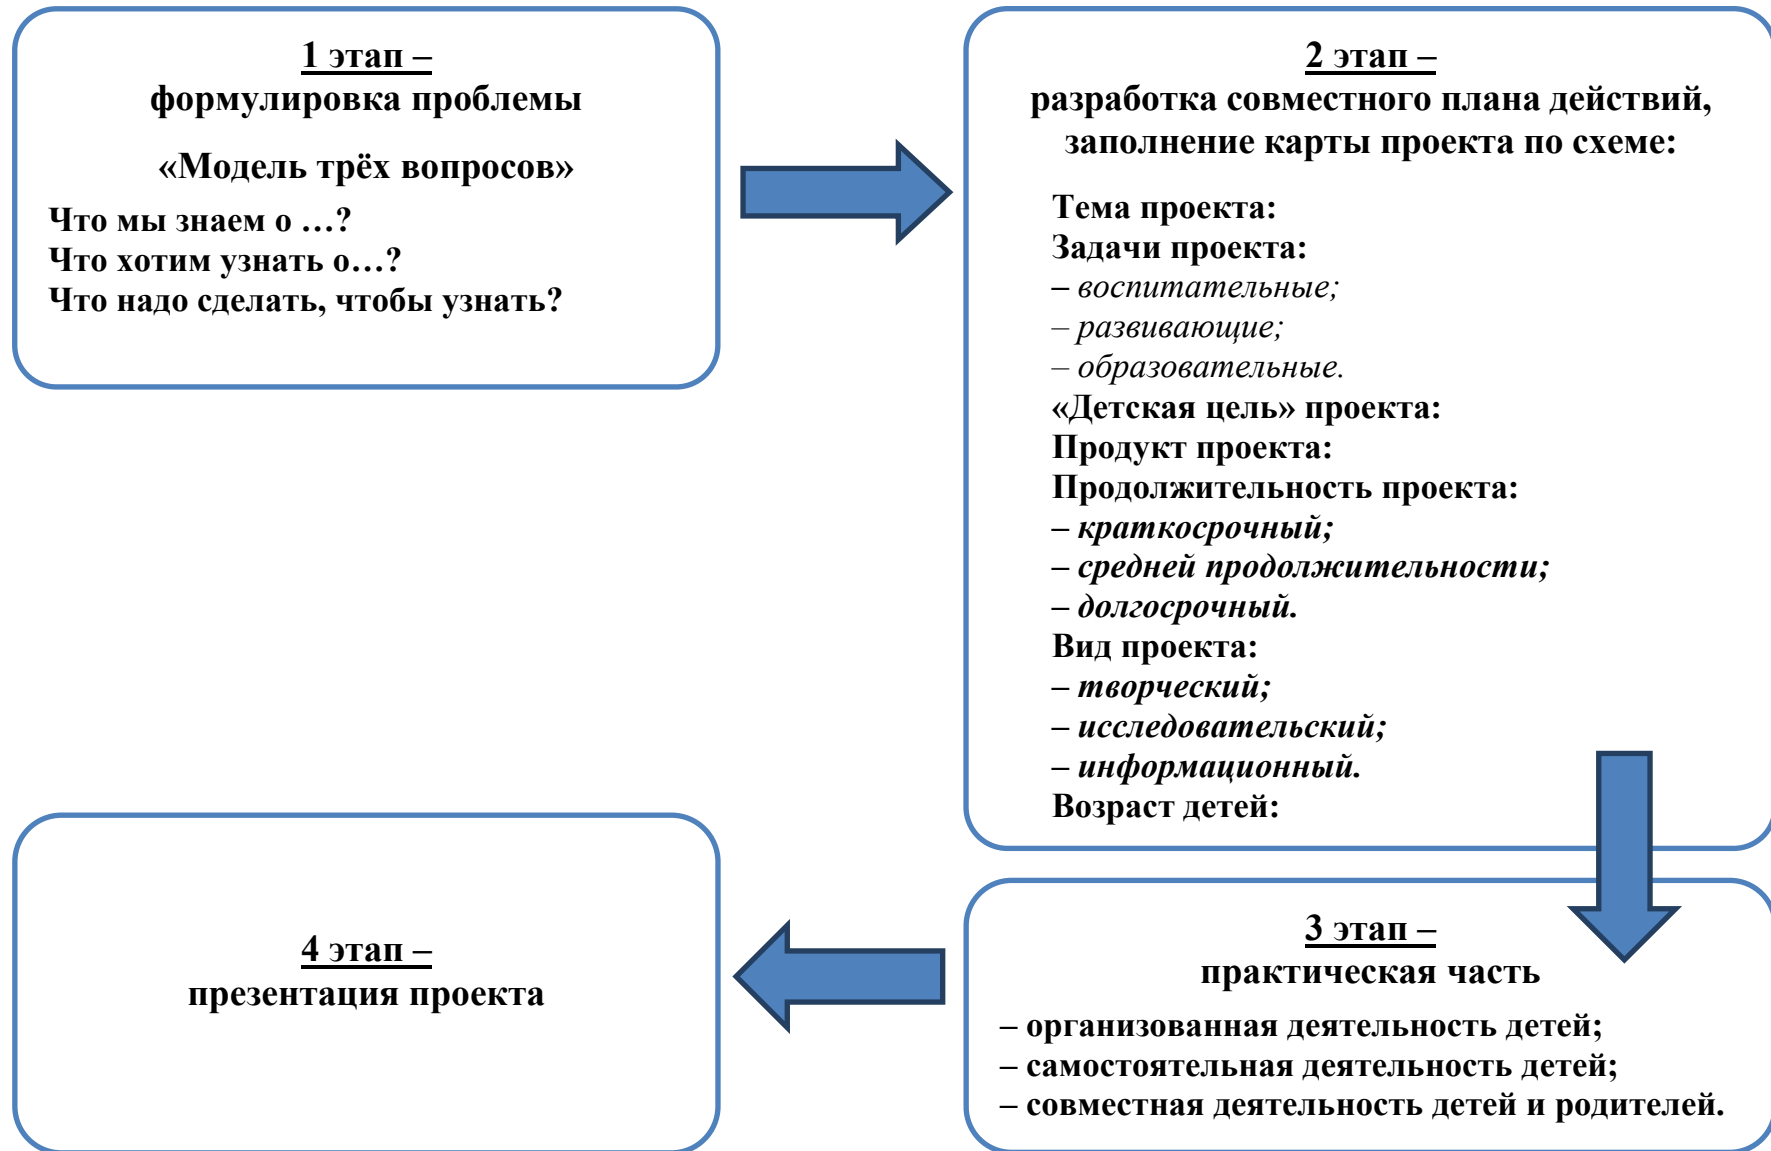 1 этап –
формулировка проблемы
«Модель трёх вопросов»
Что мы знаем о …?
Что хотим узнать о…?
Что надо сделать, чтобы узнать?
2 этап –
разработка совместного плана действий,
заполнение карты проекта по схеме:
Тема проекта:
Задачи проекта:
– воспитательные;
– развивающие;
– образовательные.
«Детская цель» проекта:
Продукт проекта:
Продолжительность проекта:
– краткосрочный;
– средней продолжительности;
– долгосрочный.
Вид проекта:
– творческий;
– исследовательский;
– информационный.
Возраст детей:
3 этап –
практическая часть
– организованная деятельность детей;
– самостоятельная деятельность детей;
– совместная деятельность детей и родителей.
4 этап –
презентация проекта